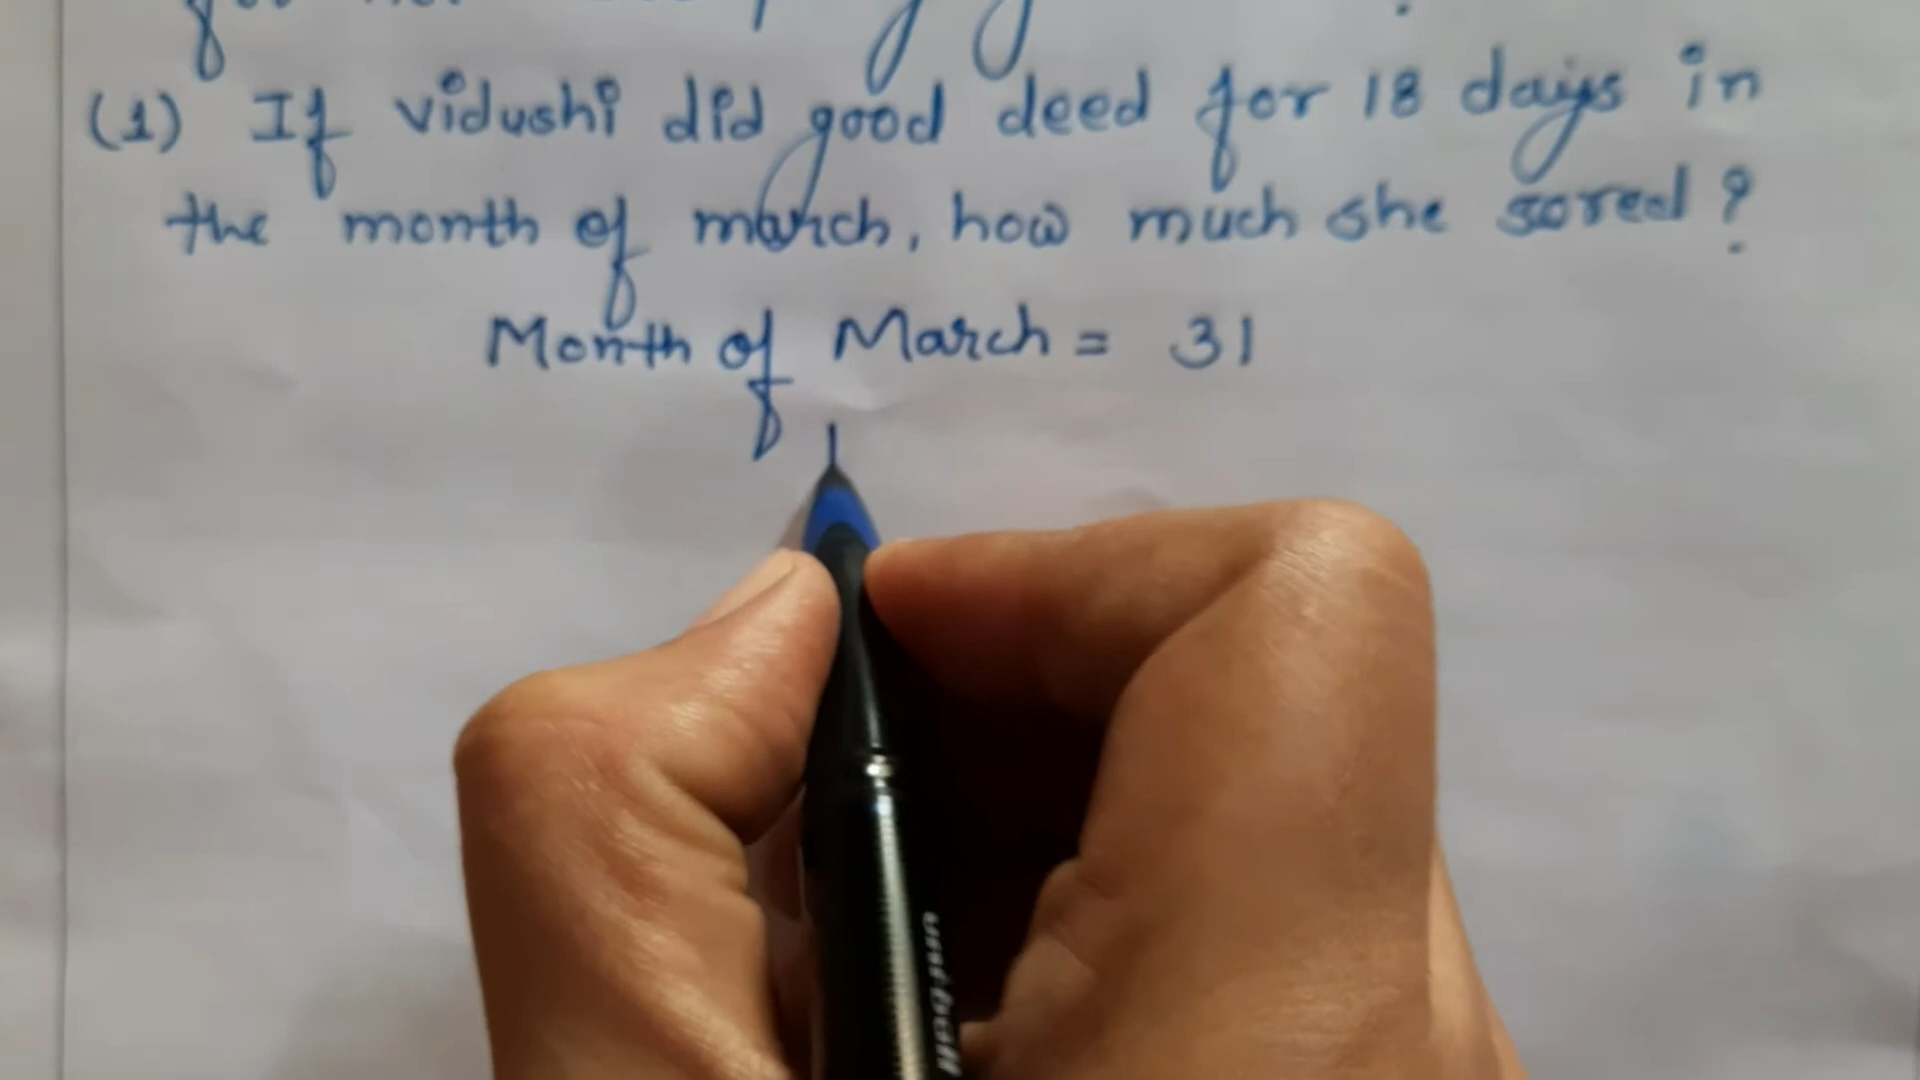 (1) If vidushi did good deed for 18 days in
the month of march, how much she sored ?
Month of March = 31
uniball